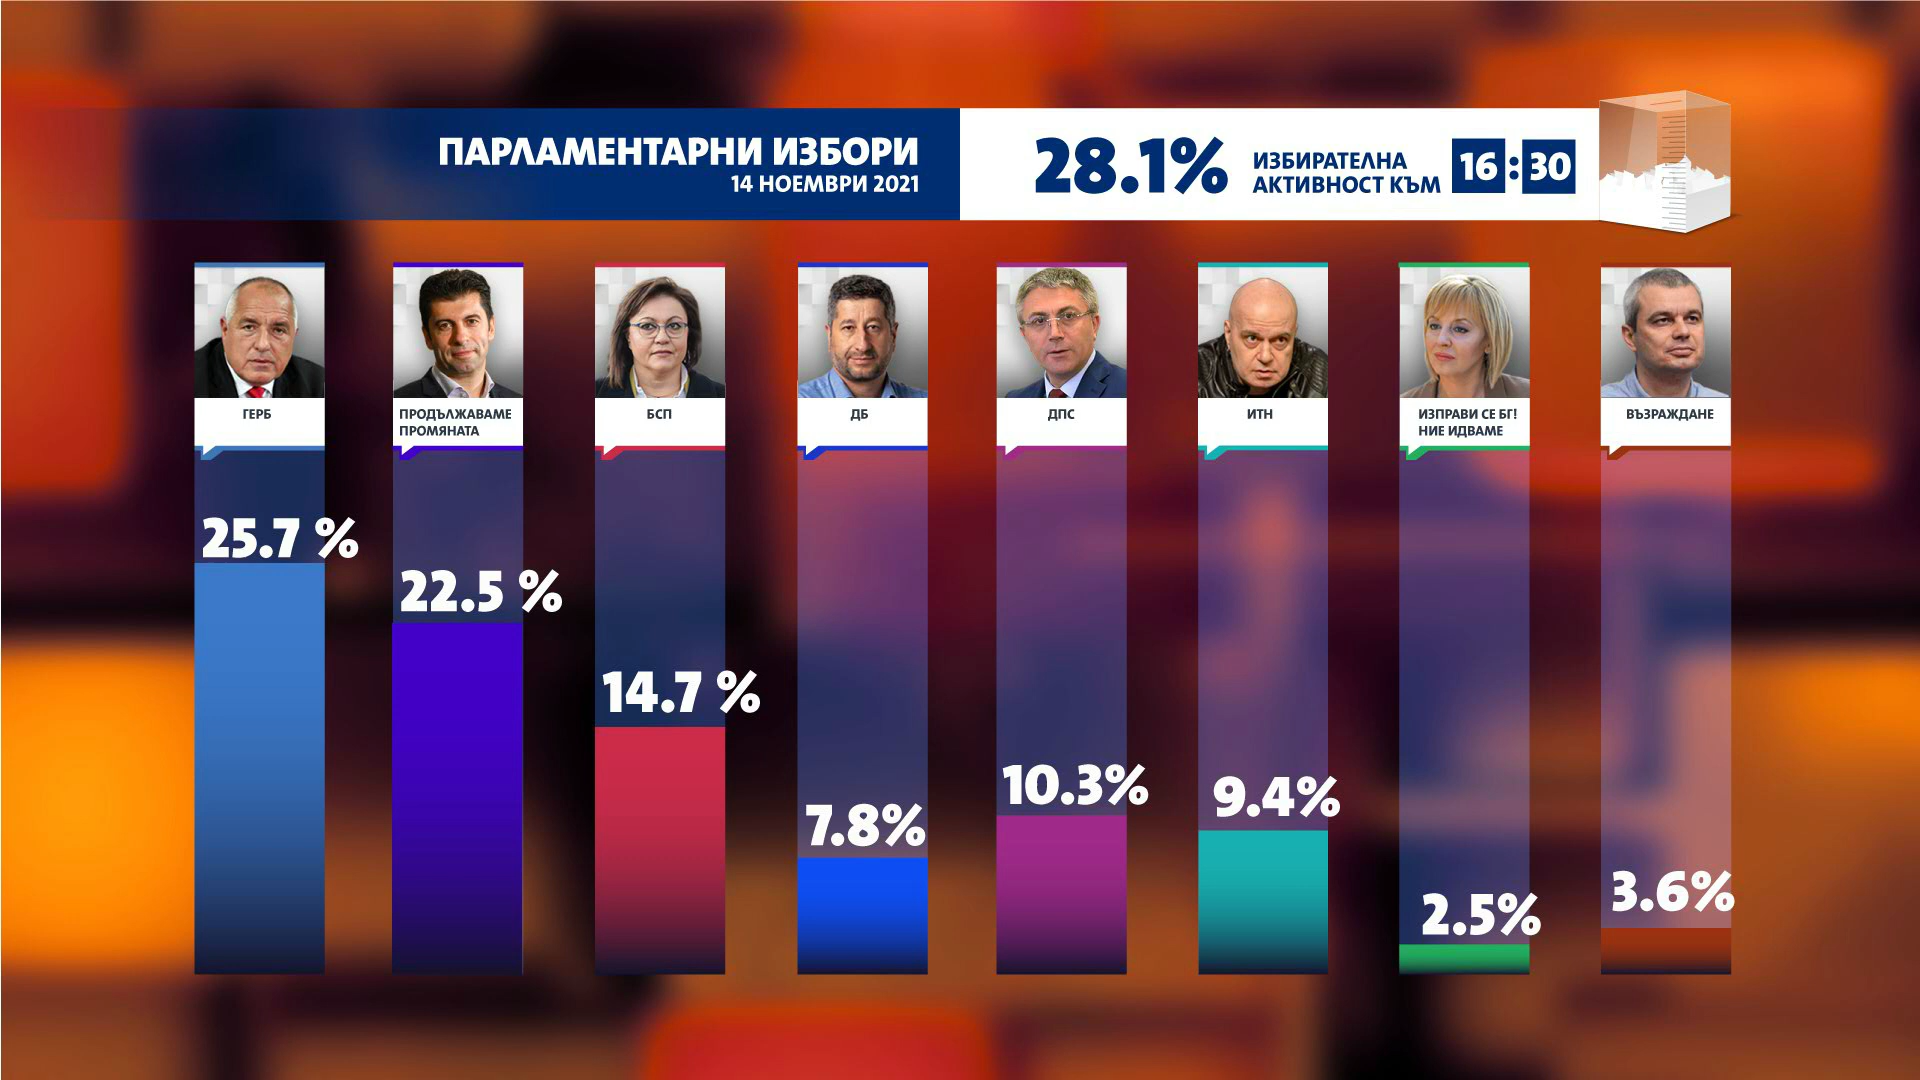 ПАРЛАМЕНТАРНИ ИЗБОРИ
14 НОЕМВРИ 2021
28.1%
ИЗБИРАТЕЛНА
АКТИВНОСТ КЪМ
16:30
ГЕРБ
ПРОДЪЛЖАВАМЕ
ПРОМЯНАТА
БСП
ДБ
ДПС
ИТН
ИЗПРАВИ СЕ БГ!
НИЕ ИДВАМЕ
ВЪЗРАЖДАНЕ
25.7 %
22.5 %
14.7 %
7.8%
10.3%
9.4%
2.5%
3.6%